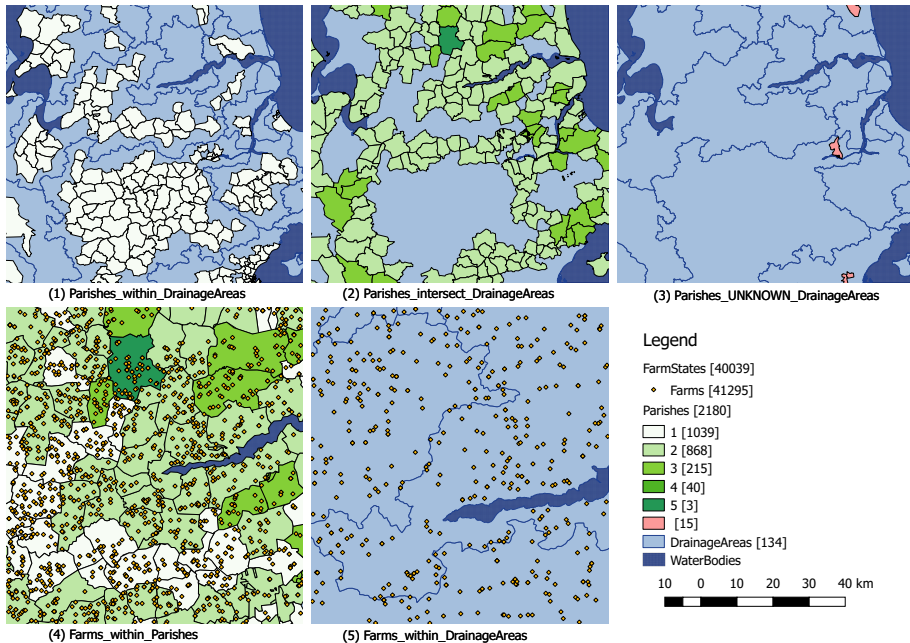 (1) Parishes_within_DrainageAreas
(2) Parishes_intersect_DrainageAreas
(3) Parishes_UNKNOWN_DrainageAreas
(4) Farms_within_Parishes
(5) Farms_within_DrainageAreas
Legend
FarmStates [40039]
Farms [41295]
Parishes [2180]
1 [1039]
2 [868]
3 [215]
4 [40]
5 [3]
[15]
DrainageAreas [134]
WaterBodies
10 0 10 20 30 40 km